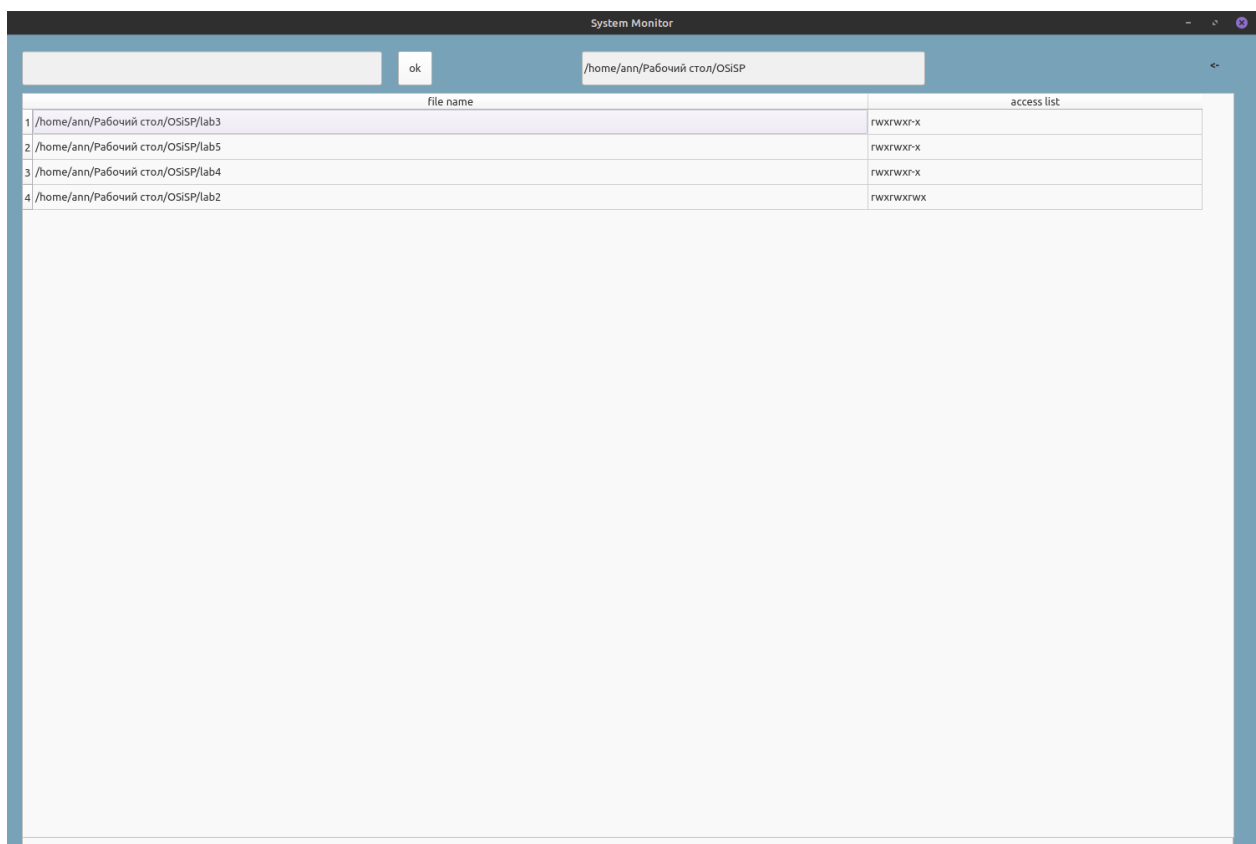 System Monitor
ok /home/ann/Рабочий стол/OSiSP <-
file name access list
1 /home/ann/Рабочий стол/OSiSP/lab3 rwxrwxr-x
2 /home/ann/Рабочий стол/OSiSP/lab5 rwxrwxr-x
3 /home/ann/Рабочий стол/OSiSP/lab4 rwxrwxr-x
4 /home/ann/Рабочий стол/OSiSP/lab2 rwxrwxrwx